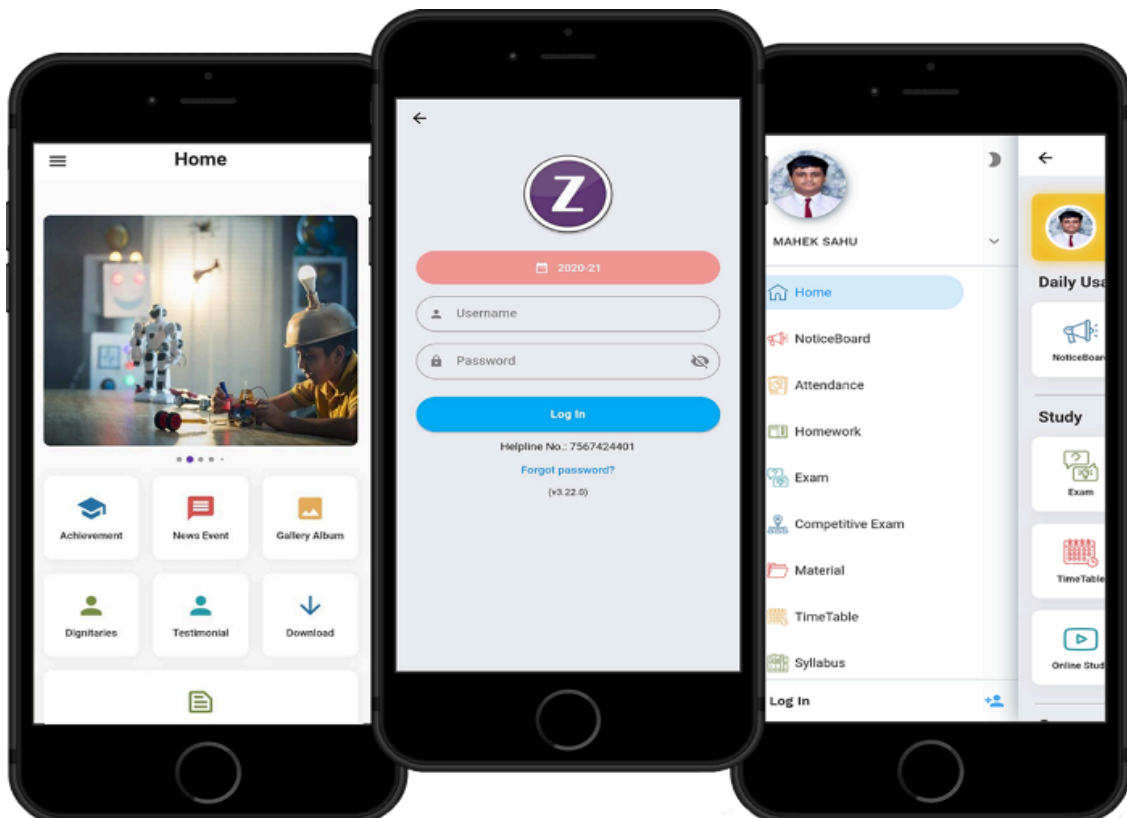 Home
Achievement
News Event
Gallery Album
Dignitaries
Testimonial
Download
Z
2020-21
Username
Password
Log In
Helpline No.: 7567424401
Forgot password?
(v3.22.0)
MAHEK SAHU
Home
NoticeBoard
Attendance
Homework
Exam
Competitive Exam
Material
TimeTable
Syllabus
Log In
Daily Usa
NoticeBoar
Study
Exam
TimeTable
Online Stud